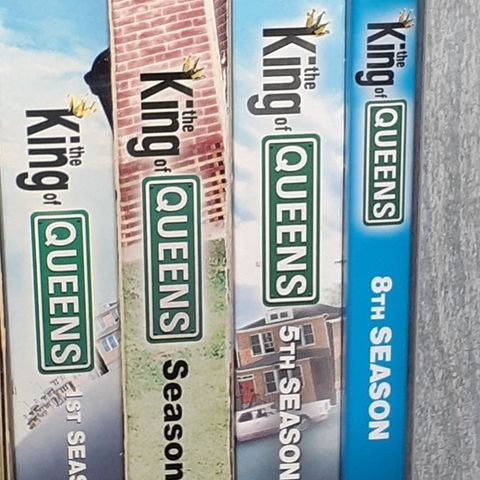 the
King of
QUEENS
1ST SEAS
the
King of
QUEENS
Season
the
King of
QUEENS
5TH SEASON
the
King of
QUEENS
8TH SEASON